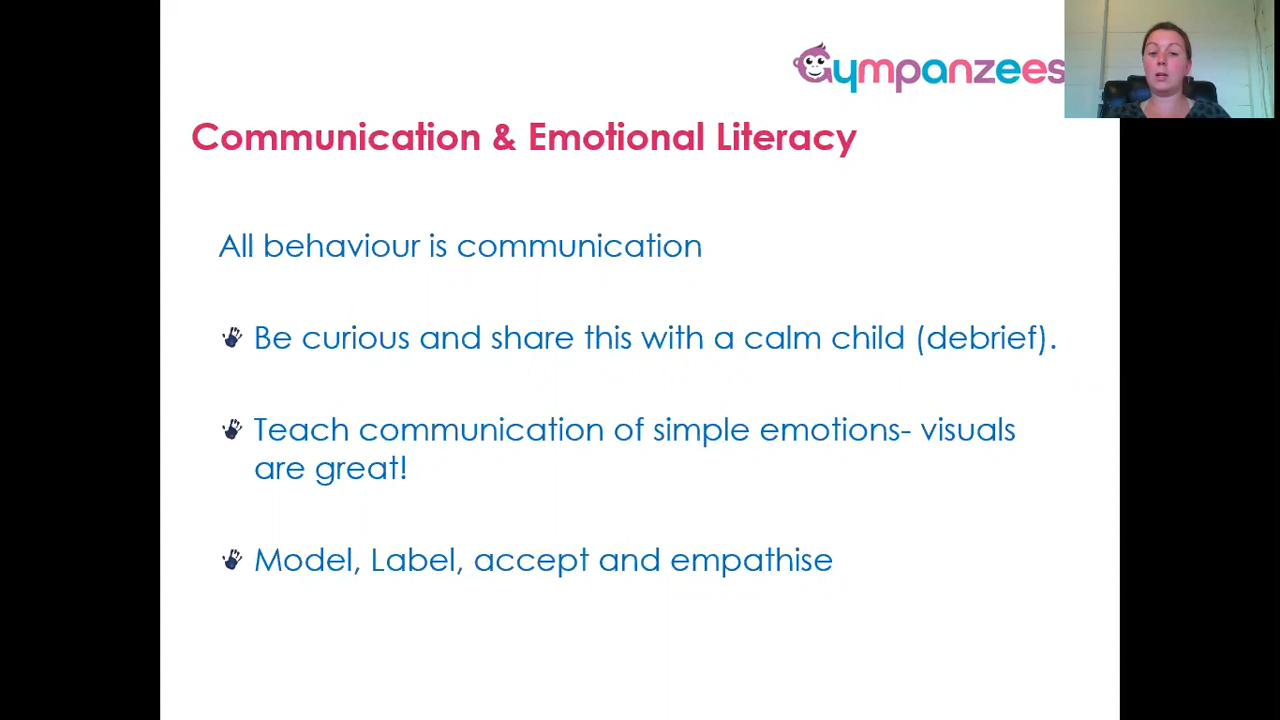 Gympanzees
Communication & Emotional Literacy
All behaviour is communication
Be curious and share this with a calm child (debrief).
Teach communication of simple emotions- visuals
are great!
Model, Label, accept and empathise